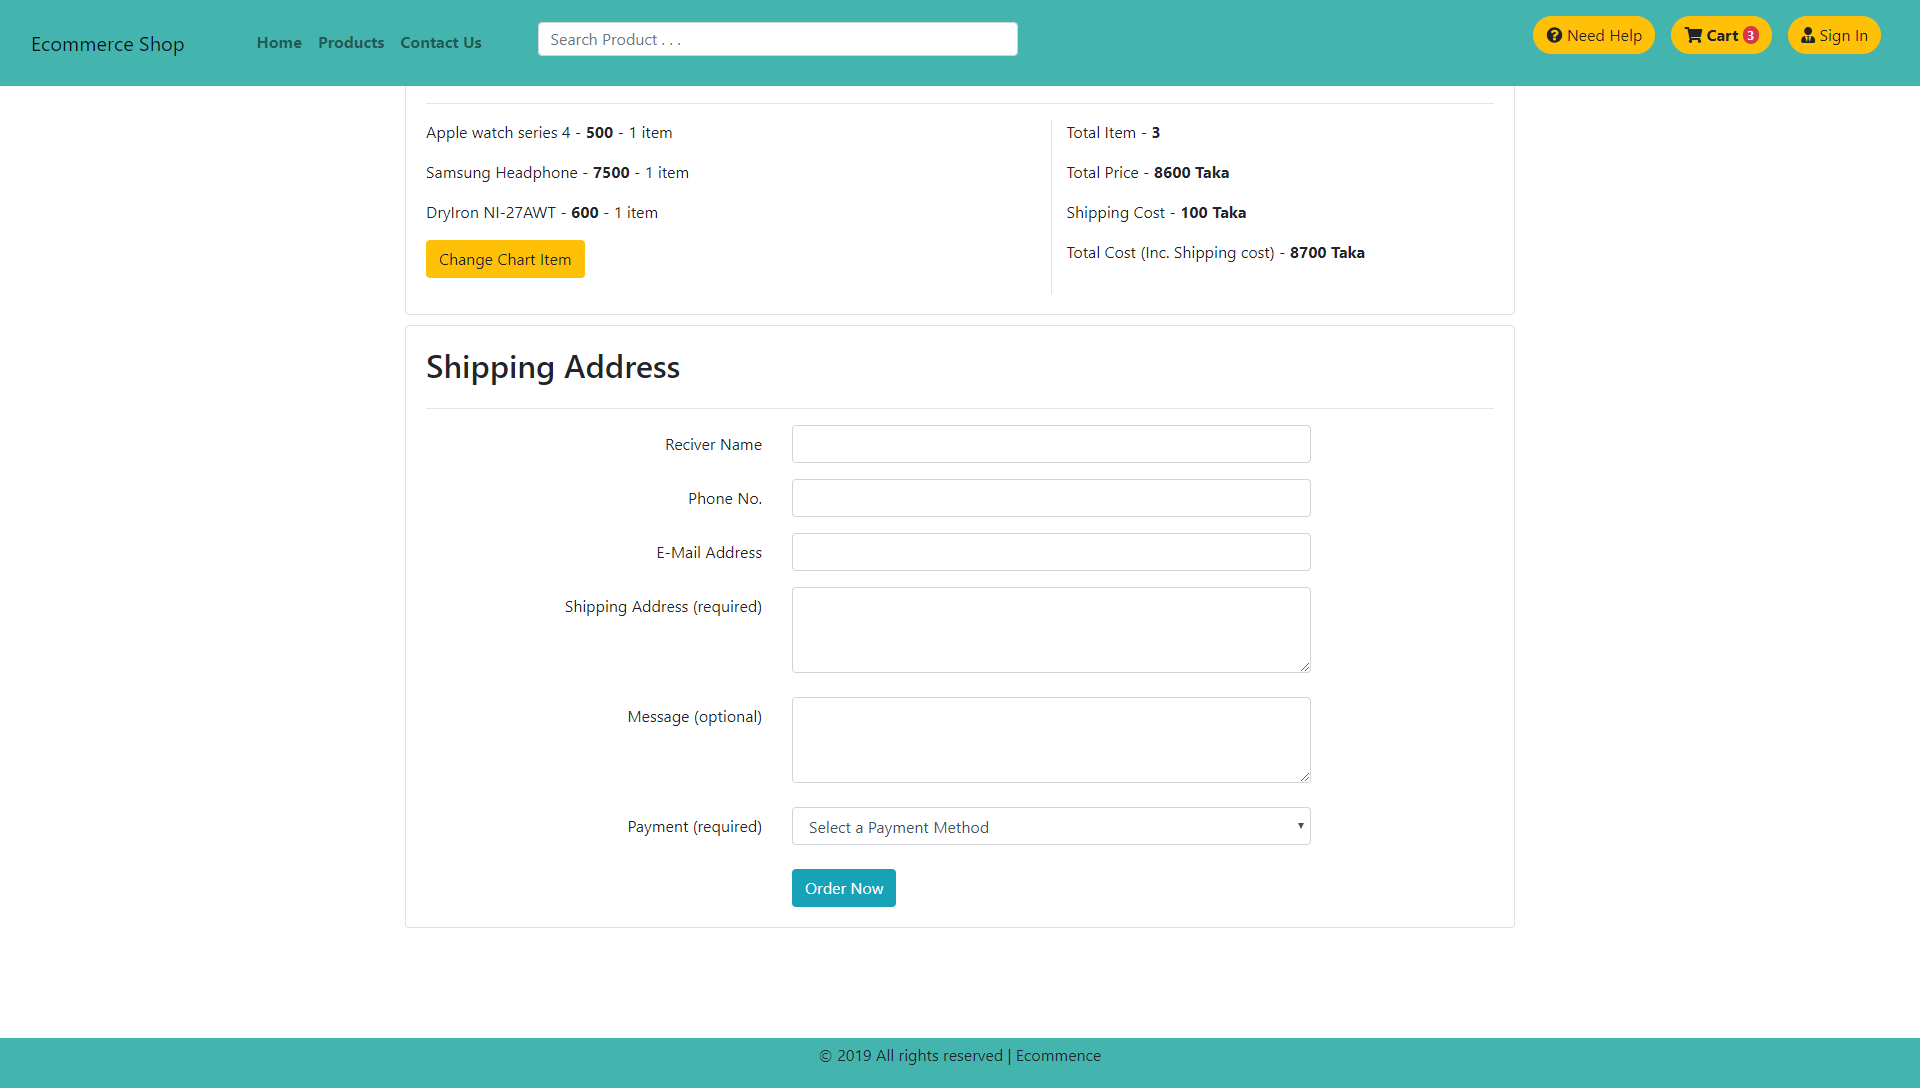 Ecommerce Shop
Home
Products
Contact Us
Search Product . . .
Need Help
Cart 3
Sign In
Apple watch series 4 - 500 - 1 item
Samsung Headphone - 7500 - 1 item
DryIron NI-27AWT - 600 - 1 item
Change Chart Item
Total Item - 3
Total Price - 8600 Taka
Shipping Cost - 100 Taka
Total Cost (Inc. Shipping cost) - 8700 Taka
Shipping Address
Reciver Name
Phone No.
E-Mail Address
Shipping Address (required)
Message (optional)
Payment (required)
Select a Payment Method
Order Now
© 2019 All rights reserved | Ecommence